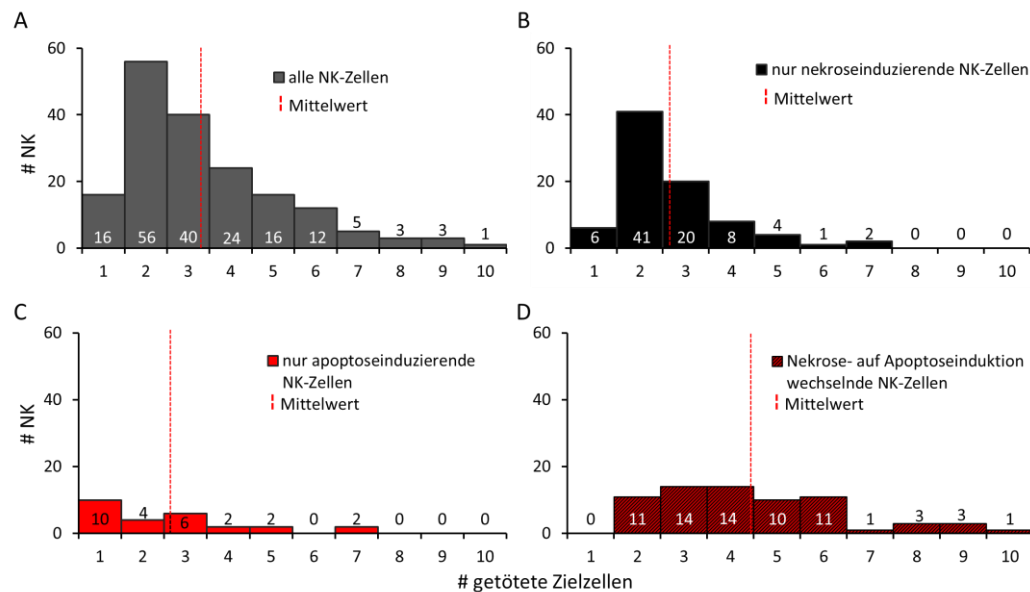 A
60
40
20
0
# NK
alle NK-Zellen
Mittelwert
16 56 40 24 16 12 5 3 3 1
1 2 3 4 5 6 7 8 9 10
B
60
40
20
0
nur nekroseinduzierende NK-Zellen
Mittelwert
6 41 20 8 4 1 2 0 0 0
1 2 3 4 5 6 7 8 9 10
C
60
40
20
0
# NK
nur apoptoseinduzierende
NK-Zellen
Mittelwert
10 4 6 2 2 0 2 0 0 0
1 2 3 4 5 6 7 8 9 10
D
60
40
20
0
Nekrose- auf Apoptoseinduktion
wechselnde NK-Zellen
Mittelwert
0 11 14 14 10 11 1 3 3 1
1 2 3 4 5 6 7 8 9 10
# getötete Zielzellen